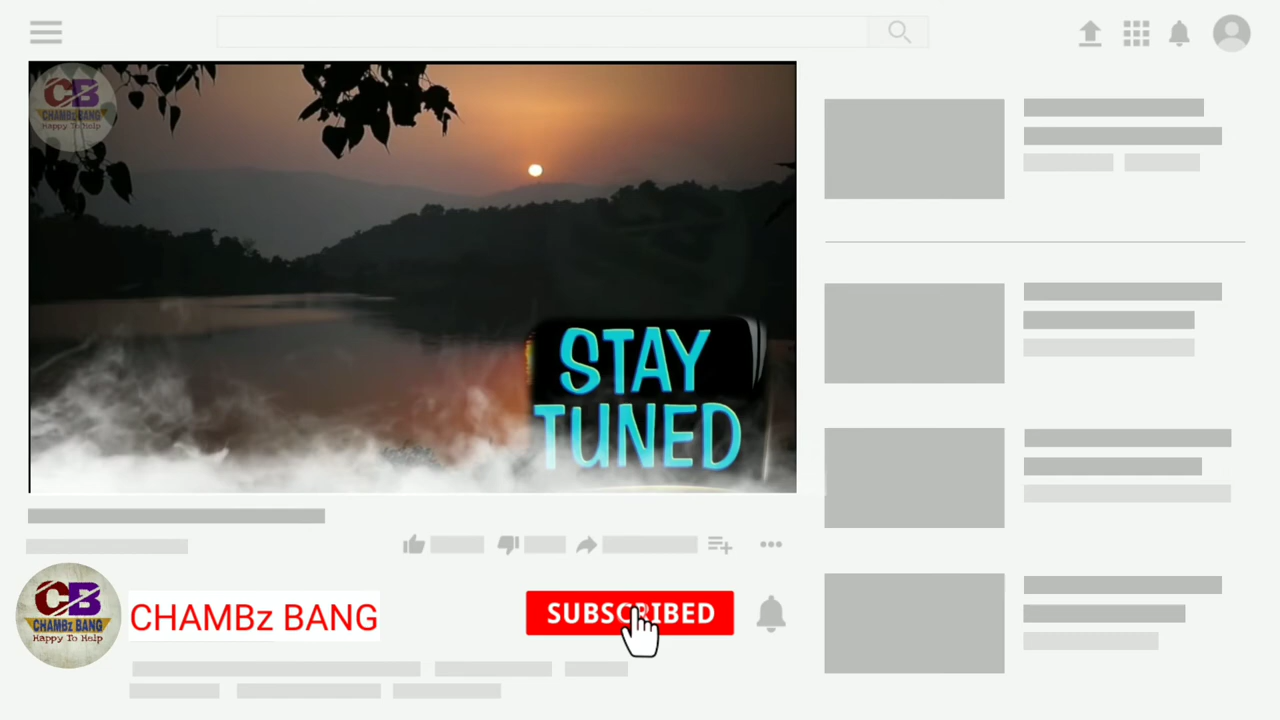 CB
CHAMBz BANG
Happy To Help
STAY
TUNED
CB
CHAMBz BANG
Happy To Help
CHAMBz BANG
SUBSCRIBED